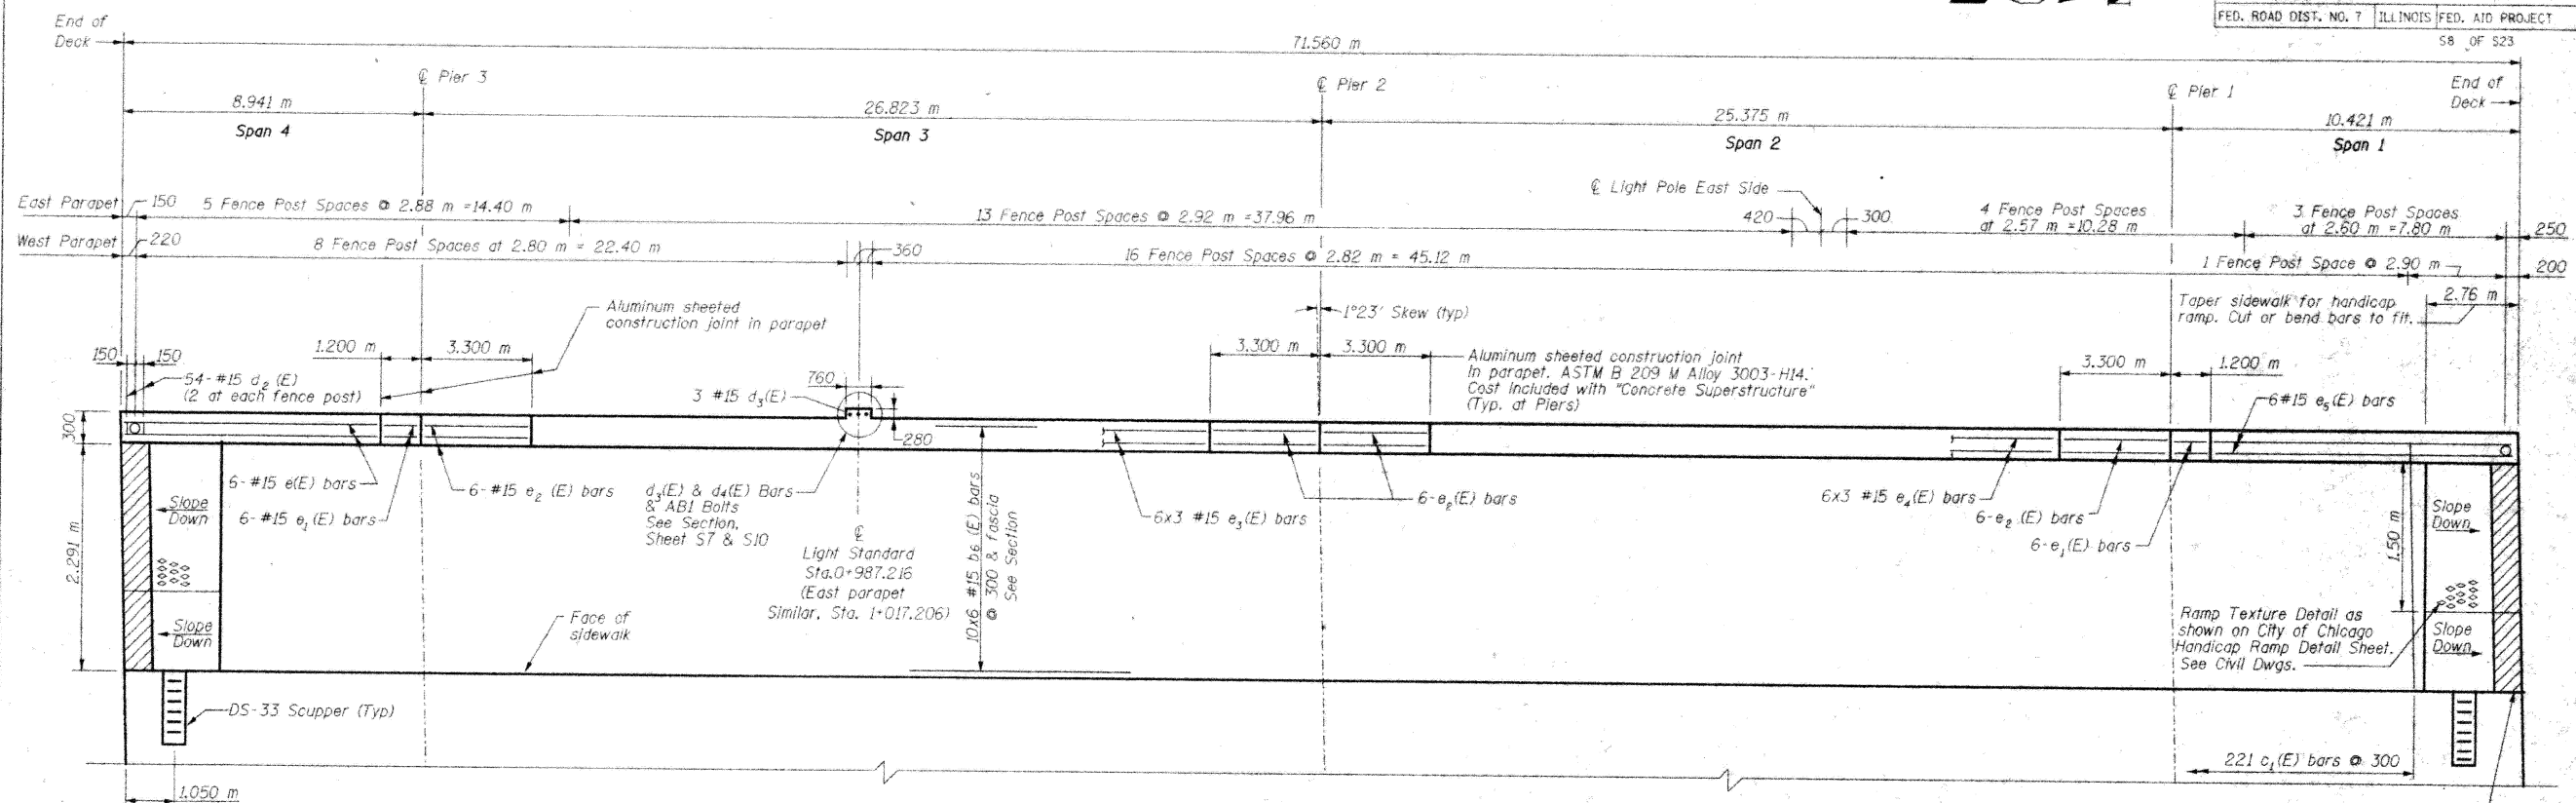 FED. ROAD DIST. NO. 7 ILLINOIS FED. AID PROJECT
S8 OF S23
End of
Deck
71.560 m
℄ Pier 3
℄ Pier 2
℄ Pier 1
End of
Deck
8.941 m
26.823 m
25.375 m
10.421 m
Span 4
Span 3
Span 2
Span 1
℄ Light Pole East Side
East Parapet
150
5 Fence Post Spaces @ 2.88 m =14.40 m
13 Fence Post Spaces @ 2.92 m =37.96 m
420
300
4 Fence Post Spaces
at 2.57 m =10.28 m
3 Fence Post Spaces
at 2.60 m =7.80 m
250
West Parapet
220
8 Fence Post Spaces at 2.80 m = 22.40 m
360
16 Fence Post Spaces @ 2.82 m = 45.12 m
1 Fence Post Space @ 2.90 m
200
Aluminum sheeted
construction joint in parapet
1°23' Skew (typ)
Taper sidewalk for handicap
ramp. Cut or bend bars to fit.
2.76 m
150
150
1.200 m
3.300 m
3.300 m
3.300 m
Aluminum sheeted construction joint
in parapet. ASTM B 209 M Alloy 3003-H14.
Cost included with "Concrete Superstructure"
(Typ. at Piers)
3.300 m
1.200 m
54-#15 d₂(E)
(2 at each fence post)
760
3 #15 d₃(E)
6#15 e₅(E) bars
300
280
6-#15 e(E) bars
6-#15 e₁(E) bars
6-#15 e₂ (E) bars
d₃(E) & d₄(E) Bars
& AB1 Bolts
See Section,
Sheet S7 & S10
10x6 #15 b6 (E) bars
@ 300 & fascia
See Section
6x3 #15 e₃(E) bars
6-e₂(E) bars
6x3 #15 e₄(E) bars
6-e₂ (E) bars
6-e₁(E) bars
Slope
Down
Slope
Down
2.291 m
1.50 m
℄
Light Standard
Sta.0+987.216
(East parapet
Similar, Sta. 1+017.206)
Slope
Down
Slope
Down
Face of
sidewalk
Ramp Texture Detail as
shown on City of Chicago
Handicap Ramp Detail Sheet.
See Civil Dwgs.
DS-33 Scupper (Typ)
221 c₁(E) bars @ 300
1.050 m